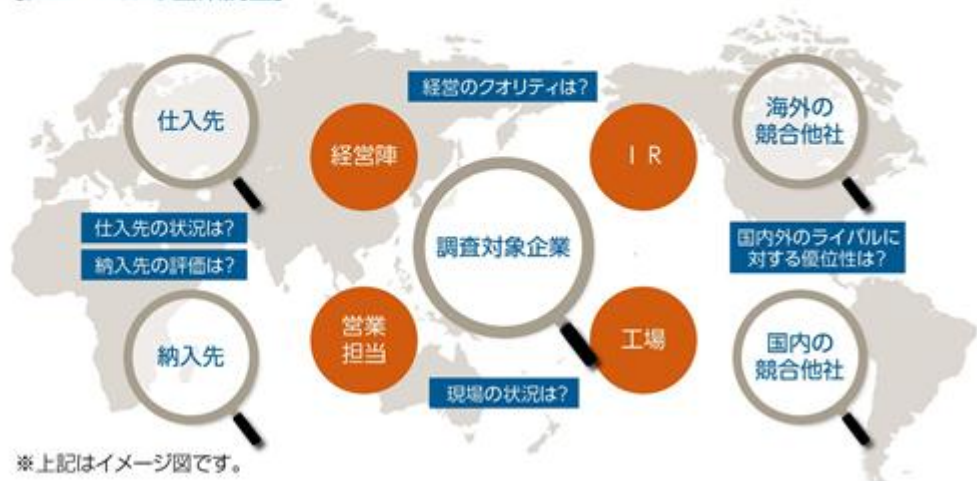 経営のクオリティは?
仕入先
経営陣
I R
海外の
競合他社
調査対象企業
仕入先の状況は?
納入先の評価は?
国内外のライバルに
対する優位性は?
納入先
営業
担当
工場
国内の
競合他社
現場の状況は?
※上記はイメージ図です。